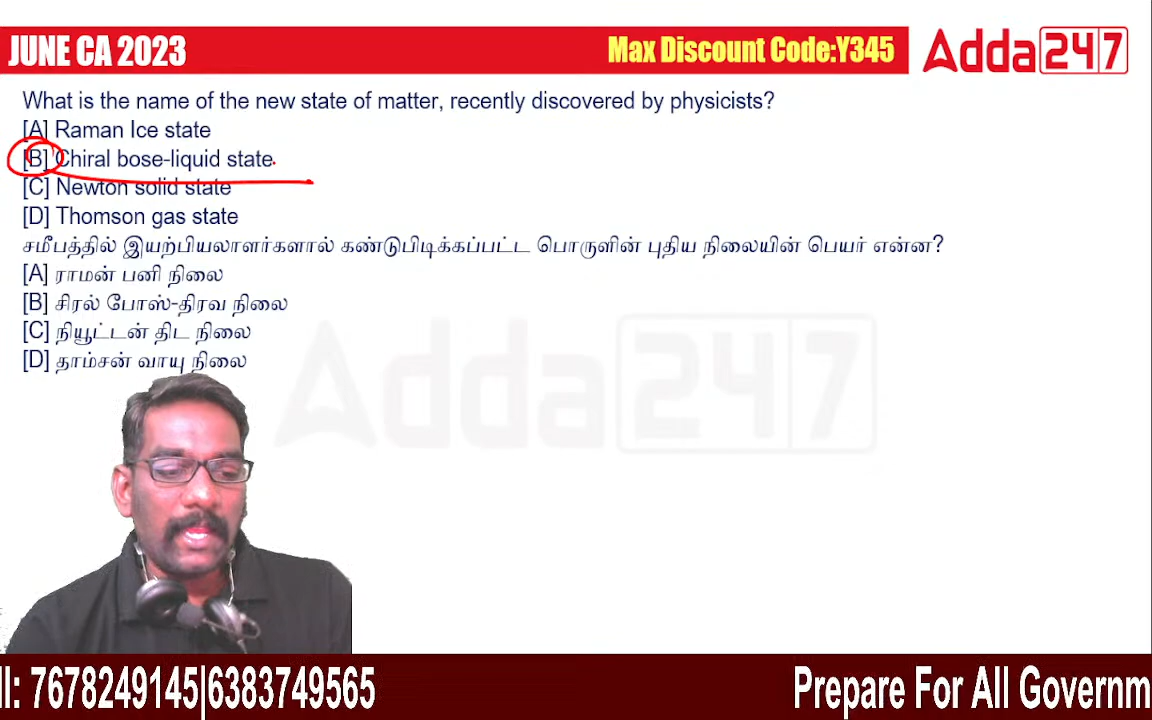 JUNE CA 2023
Max Discount Code:Y345
Adda247
What is the name of the new state of matter, recently discovered by physicists?
[A] Raman Ice state
[B] Chiral bose-liquid state
[C] Newton solid state
[D] Thomson gas state
சமீபத்தில் இயற்பியலாளர்களால் கண்டுபிடிக்கப்பட்ட பொருளின் புதிய நிலையின் பெயர் என்ன?
[A] ராமன் பனி நிலை
[B] சிரல் போஸ்-திரவ நிலை
[C] நியூட்டன் திட நிலை
[D] தாம்சன் வாயு நிலை
Adda247
ll: 7678249145|6383749565
Prepare For All Governm